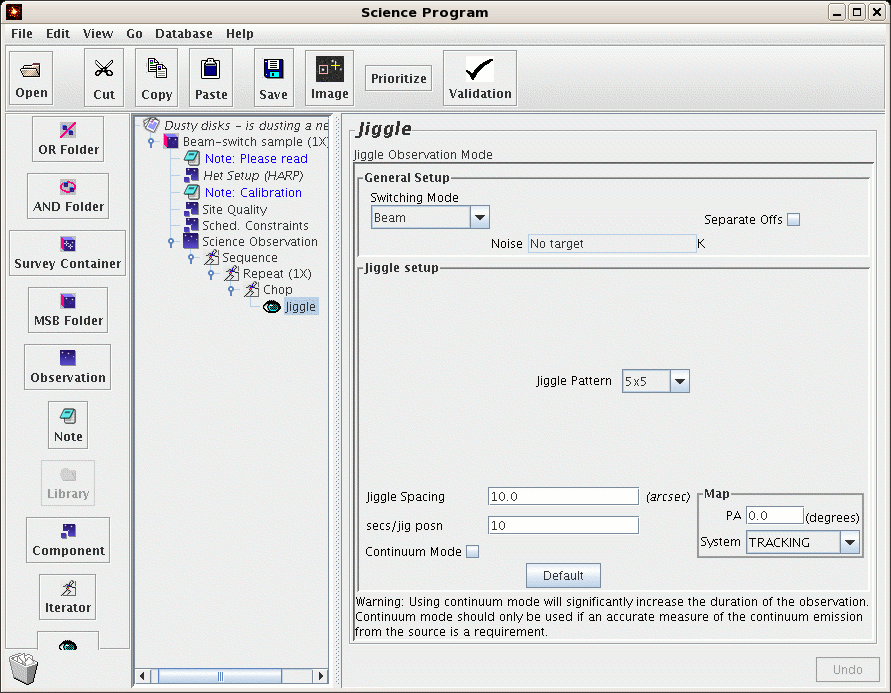 Science Program
File Edit View Go Database Help
Open
Cut
Copy
Paste
Save
Image
Prioritize
Validation
OR Folder
AND Folder
Survey Container
MSB Folder
Observation
Note
Library
Component
Iterator
Dusty disks - is dusting a ne
Beam-switch sample (1X)
Note: Please read
Het Setup (HARP)
Note: Calibration
Site Quality
Sched. Constraints
Science Observation
Sequence
Repeat (1X)
Chop
Jiggle
Jiggle
Jiggle Observation Mode
General Setup
Switching Mode
Beam
Separate Offs
Noise No target K
Jiggle setup
Jiggle Pattern 5x5
Jiggle Spacing 10.0 (arcsec)
secs/jig posn 10
Continuum Mode
Map
PA 0.0 (degrees)
System TRACKING
Default
Warning: Using continuum mode will significantly increase the duration of the observation.
Continuum mode should only be used if an accurate measure of the continuum emission
from the source is a requirement.
Undo